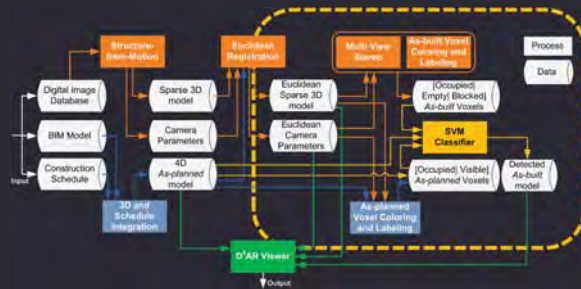 Structure-
from-Motion
Euclidean
Registration
Multi-View
Stereo
As-built Voxel
Coloring and
Labeling
Process
Data
Digital Image
Database
Sparse 3D
model
Euclidean
Sparse 3D
model
[Occupied|
Empty| Blocked]
As-built Voxels
BIM Model
Camera
Parameters
Euclidean
Camera
Parameters
SVM
Classifier
Input
Construction
Schedule
4D
As-planned
model
[Occupied| Visible]
As-planned Voxels
Detected
As-built
model
3D and
Schedule
Integration
As-planned
Voxel Coloring
and Labeling
D⁴AR Viewer
Output